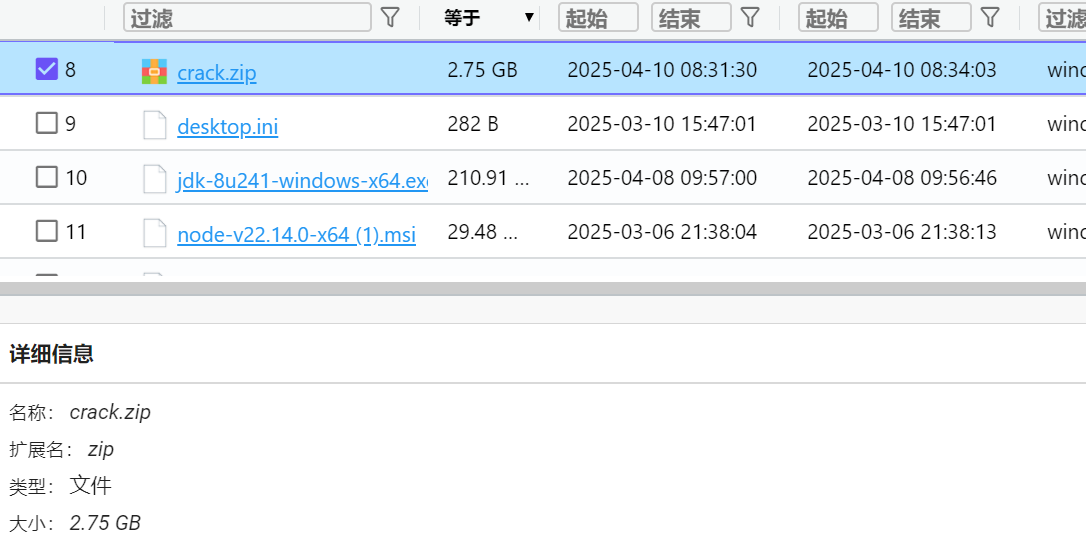 过滤 等于 ▼ 起始 结束 起始 结束 过滤
8 crack.zip 2.75 GB 2025-04-10 08:31:30 2025-04-10 08:34:03 wind
9 desktop.ini 282 B 2025-03-10 15:47:01 2025-03-10 15:47:01 wind
10 jdk-8u241-windows-x64.exe 210.91 ... 2025-04-08 09:57:00 2025-04-08 09:56:46 wind
11 node-v22.14.0-x64 (1).msi 29.48 ... 2025-03-06 21:38:04 2025-03-06 21:38:13 wind
详细信息
名称: crack.zip
扩展名: zip
类型: 文件
大小: 2.75 GB